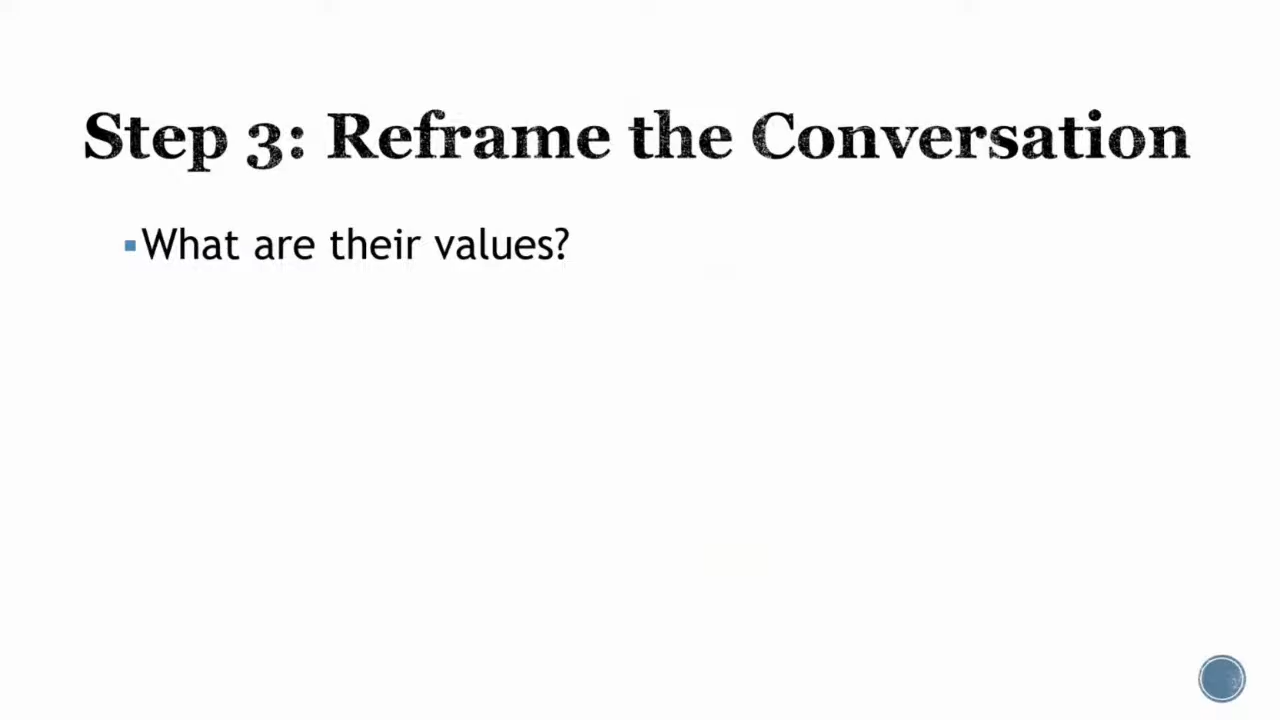 Step 3: Reframe the Conversation
What are their values?